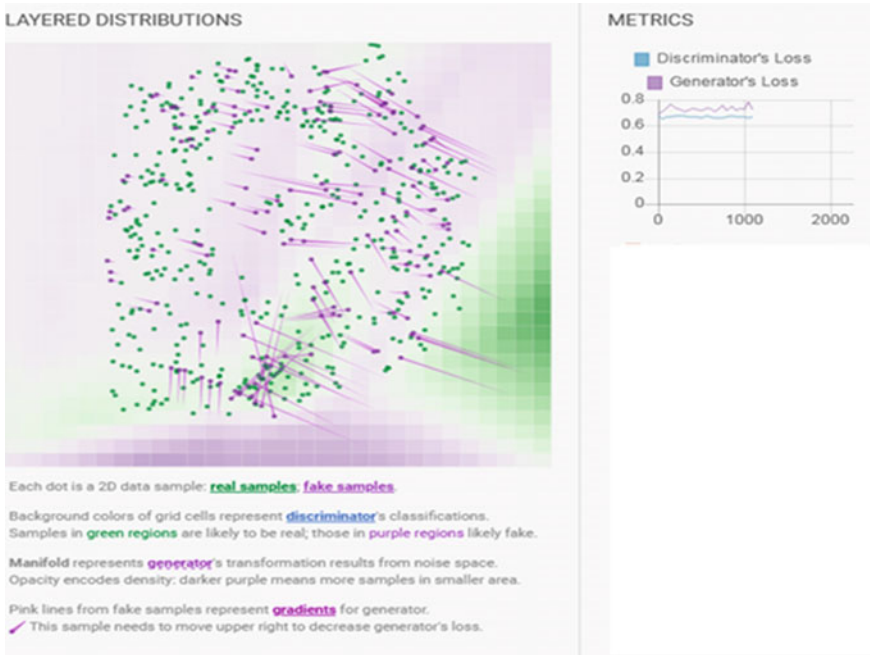 LAYERED DISTRIBUTIONS
METRICS
Discriminator's Loss
Generator's Loss
0.8
0.6
0.4
0.2
0
0 1000 2000
Each dot is a 2D data sample: real samples; fake samples.
Background colors of grid cells represent discriminator's classifications.
Samples in green regions are likely to be real; those in purple regions likely fake.
Manifold represents generator's transformation results from noise space.
Opacity encodes density: darker purple means more samples in smaller area.
Pink lines from fake samples represent gradients for generator.
This sample needs to move upper right to decrease generator's loss.